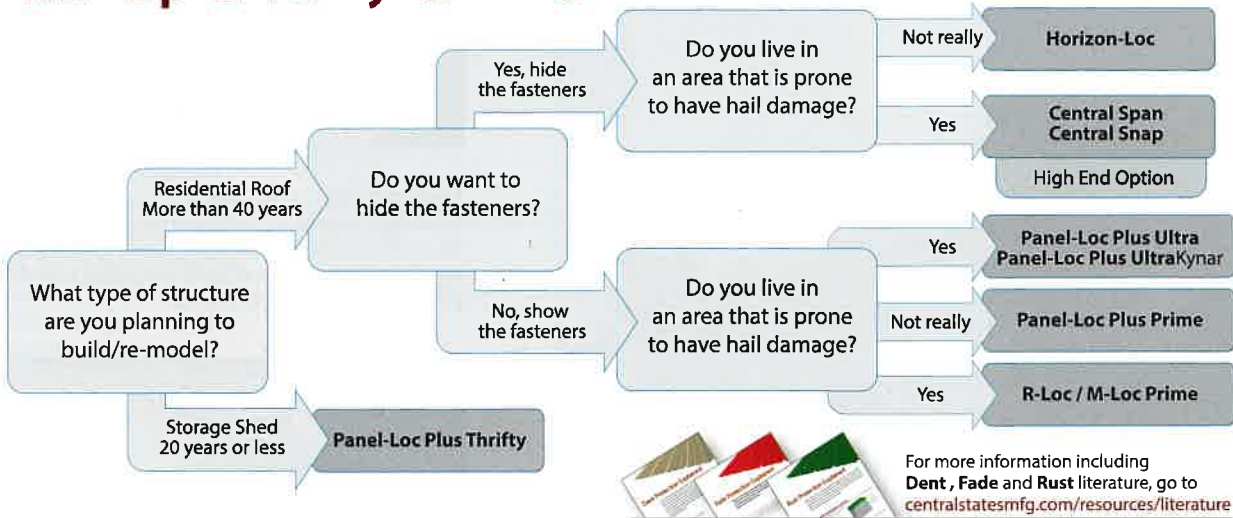 What type of structure
are you planning to
build/re-model?
Residential Roof
More than 40 years
Storage Shed
20 years or less
Panel-Loc Plus Thrifty
Do you want to
hide the fasteners?
Yes, hide
the fasteners
No, show
the fasteners
Do you live in
an area that is prone
to have hail damage?
Not really
Horizon-Loc
Yes
Central Span
Central Snap
High End Option
Do you live in
an area that is prone
to have hail damage?
Yes
Panel-Loc Plus Ultra
Panel-Loc Plus UltraKynar
Not really
Panel-Loc Plus Prime
Yes
R-Loc / M-Loc Prime
For more information including
Dent , Fade and Rust literature, go to
centralstatesmfg.com/resources/literature